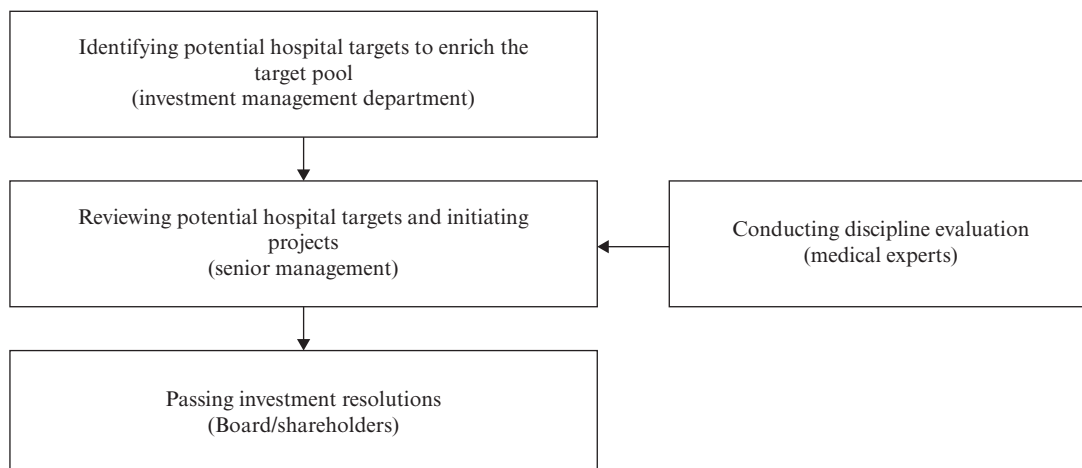 Identifying potential hospital targets to enrich the
target pool
(investment management department)
Reviewing potential hospital targets and initiating
projects
(senior management)
Conducting discipline evaluation
(medical experts)
Passing investment resolutions
(Board/shareholders)